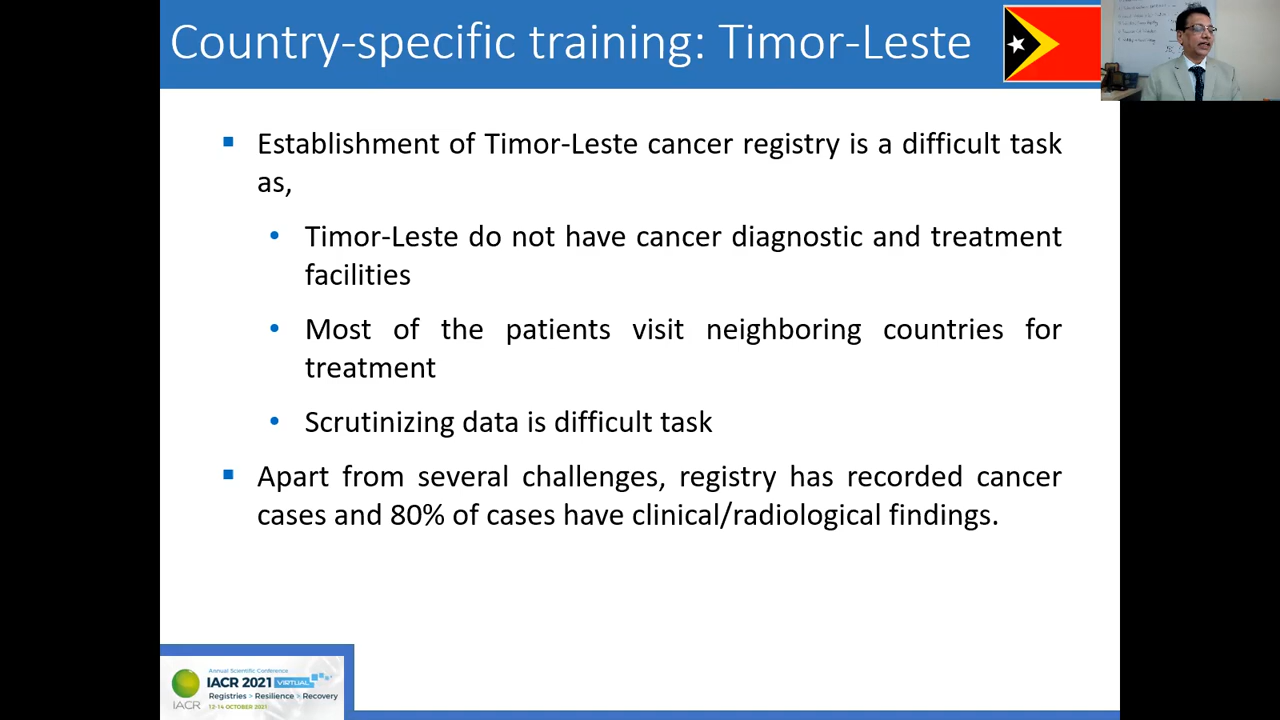 Country-specific training: Timor-Leste
Establishment of Timor-Leste cancer registry is a difficult task
as,
Timor-Leste do not have cancer diagnostic and treatment
facilities
Most of the patients visit neighboring countries for
treatment
Scrutinizing data is difficult task
Apart from several challenges, registry has recorded cancer
cases and 80% of cases have clinical/radiological findings.
Annual Scientific Conference
IACR 2021 VIRTUAL
Registries • Resilience • Recovery
IACR
12-14 OCTOBER 2021